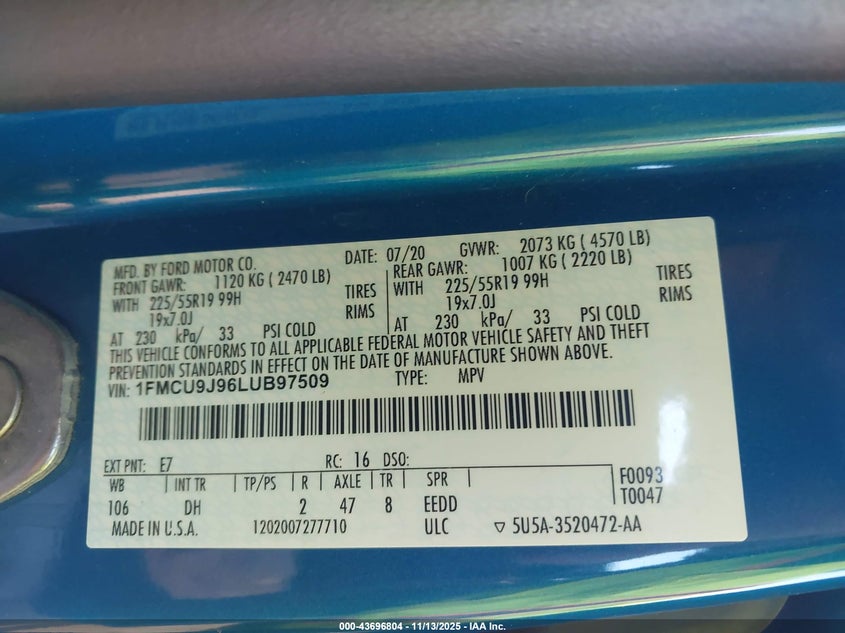 MFD. BY FORD MOTOR CO. DATE: 07/20 GVWR: 2073 KG ( 4570 LB)
FRONT GAWR: 1120 KG ( 2470 LB) REAR GAWR: 1007 KG ( 2220 LB)
WITH 225/55R19 99H TIRES WITH 225/55R19 99H TIRES
19x7.0J RIMS 19x7.0J RIMS
AT 230 kPa/ 33 PSI COLD AT 230 kPa/ 33 PSI COLD
THIS VEHICLE CONFORMS TO ALL APPLICABLE FEDERAL MOTOR VEHICLE SAFETY AND THEFT
PREVENTION STANDARDS IN EFFECT ON THE DATE OF MANUFACTURE SHOWN ABOVE.
VIN: 1FMCU9J96LUB97509 TYPE: MPV
EXT PNT: E7 RC: 16 DSO:
WB INT TR TP/PS R AXLE TR SPR F0093
106 DH 2 47 8 EEDD T0047
MADE IN U.S.A. 1202007277710 ULC 5U5A-3520472-AA
000-43696804 - 11/13/2025 - IAA Inc.